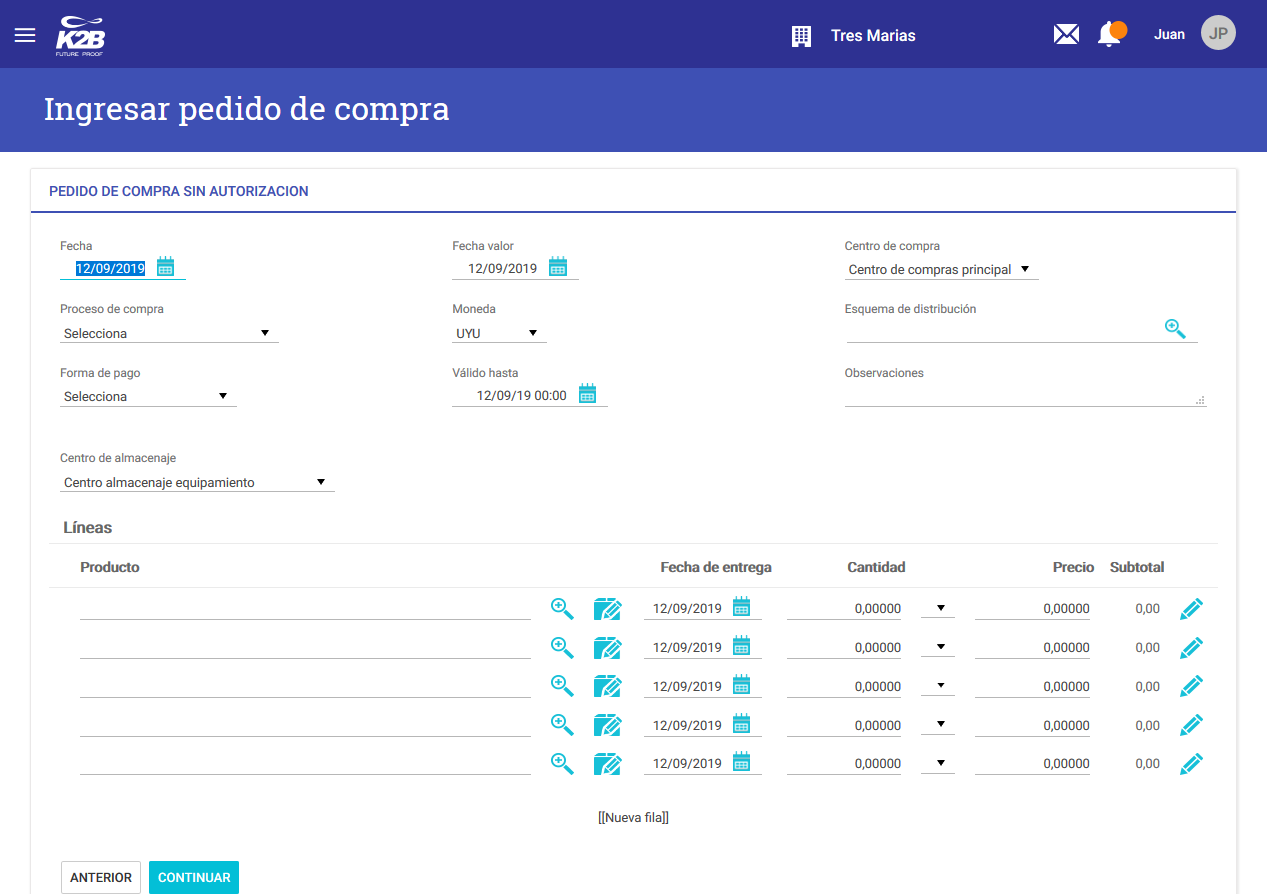 K2B
FUTURE PROOF
Tres Marias
Juan
JP
Ingresar pedido de compra
PEDIDO DE COMPRA SIN AUTORIZACION
Fecha Fecha valor Centro de compra
12/09/2019 12/09/2019 Centro de compras principal
Proceso de compra Moneda Esquema de distribución
Selecciona UYU
Forma de pago Válido hasta Observaciones
Selecciona 12/09/19 00:00
Centro de almacenaje
Centro almacenaje equipamiento
Líneas
Producto Fecha de entrega Cantidad Precio Subtotal
12/09/2019 0,00000 0,00000 0,00
12/09/2019 0,00000 0,00000 0,00
12/09/2019 0,00000 0,00000 0,00
12/09/2019 0,00000 0,00000 0,00
12/09/2019 0,00000 0,00000 0,00
[[Nueva fila]]
ANTERIOR CONTINUAR